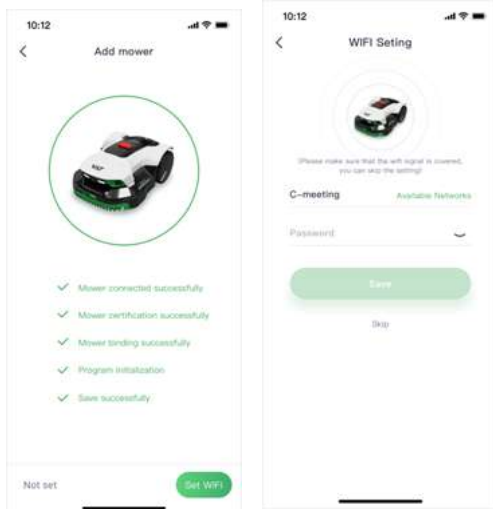 10:12
Add mower
Mower connected successfully
Mower certification successfully
Mower binding successfully
Program initialization
Save successfully
Not set
Set WIFI
10:12
WIFI Seting
(Please make sure that the wifi signal is covered,
you can skip the setting)
C-meeting
Available Networks
Password
Save
Skip